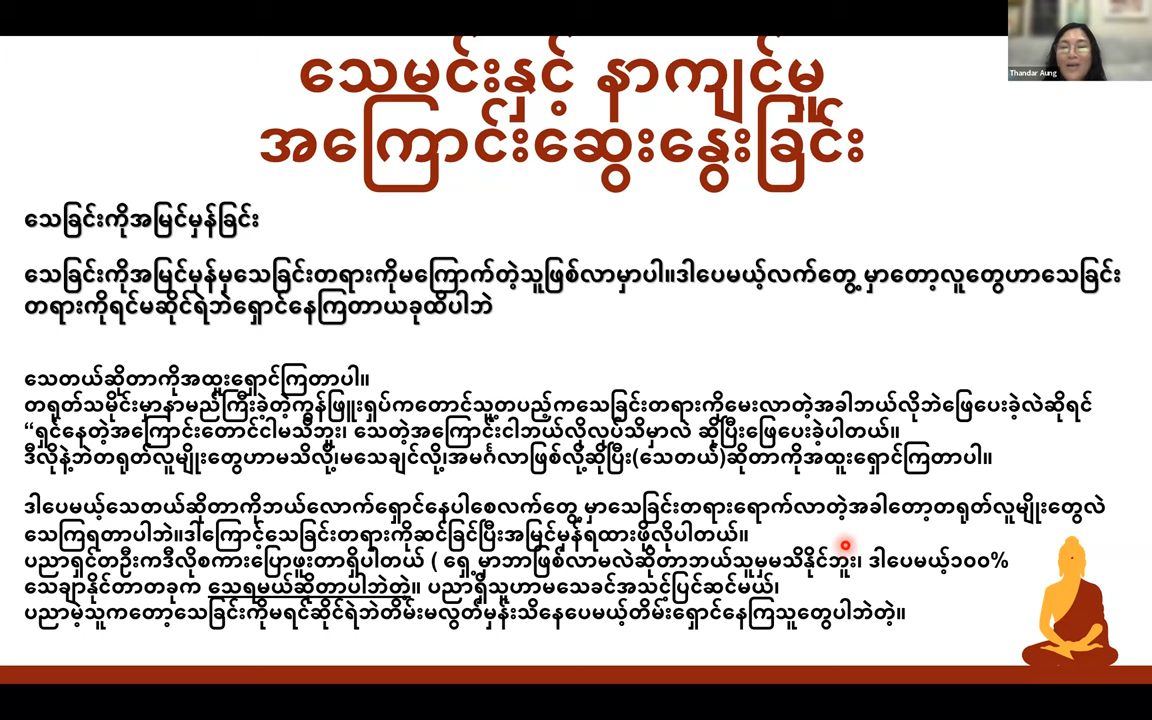 Thandar Aung
သေမင်းနှင့် နာကျင်မှု
အကြောင်းဆွေးနွေးခြင်း
သေခြင်းကိုအမြင်မှန်ခြင်း
သေခြင်းကိုအမြင်မှန်မှသေခြင်းတရားကိုမကြောက်တဲ့သူဖြစ်လာမှာပါ။ဒါပေမယ့်လက်တွေ့ မှာတော့လူတွေဟာသေခြင်း
တရားကိုရင်မဆိုင်ရဲဘဲရှောင်နေကြတာယခုထိပါဘဲ
သေတယ်ဆိုတာကိုအထူးရှောင်ကြတာပါ။
တရုတ်သမိုင်းမှာနာမည်ကြီးခဲ့တဲ့ကွန်ဖြူးရှပ်ကတောင်သူ့တပည့်ကသေခြင်းတရားကိုမေးလာတဲ့အခါဘယ်လိုဘဲဖြေပေးခဲ့လဲဆိုရင်
“ရှင်နေတဲ့အကြောင်းတောင်ငါမသိဘူး၊ သေတဲ့အကြောင်းငါဘယ်လိုလုပ်သိမှာလဲ ဆိုပြီးဖြေပေးခဲ့ပါတယ်။
ဒီလိုနဲ့ဘဲတရုတ်လူမျိုးတွေဟာမသိလို့၊မသေချင်လို့၊အမင်္ဂလာဖြစ်လို့ဆိုပြီး(သေတယ်)ဆိုတာကိုအထူးရှောင်ကြတာပါ။
ဒါပေမယ့်သေတယ်ဆိုတာကိုဘယ်လောက်ရှောင်နေပါစေလက်တွေ့ မှာသေခြင်းတရားရောက်လာတဲ့အခါတော့တရုတ်လူမျိုးတွေလဲ
သေကြရတာပါဘဲ။ဒါကြောင့်သေခြင်းတရားကိုဆင်ခြင်ပြီးအမြင်မှန်ရထားဖို့လိုပါတယ်။
ပညာရှင်တဦးကဒီလိုစကားပြောဖူးတာရှိပါတယ် ( ရှေ့မှာဘာဖြစ်လာမလဲဆိုတာဘယ်သူမှမသိနိုင်ဘူး၊ ဒါပေမယ့်၁၀၀%
သေချာနိုင်တာတခုက သေရမယ်ဆိုတာပါဘဲတဲ့။ ပညာရှိသူဟာမသေခင်အသင့်ပြင်ဆင်မယ်၊
ပညာမဲ့သူကတော့သေခြင်းကိုမရင်ဆိုင်ရဲဘဲတိမ်းမလွတ်မှန်းသိနေပေမယ့်တိမ်းရှောင်နေကြသူတွေပါဘဲတဲ့။